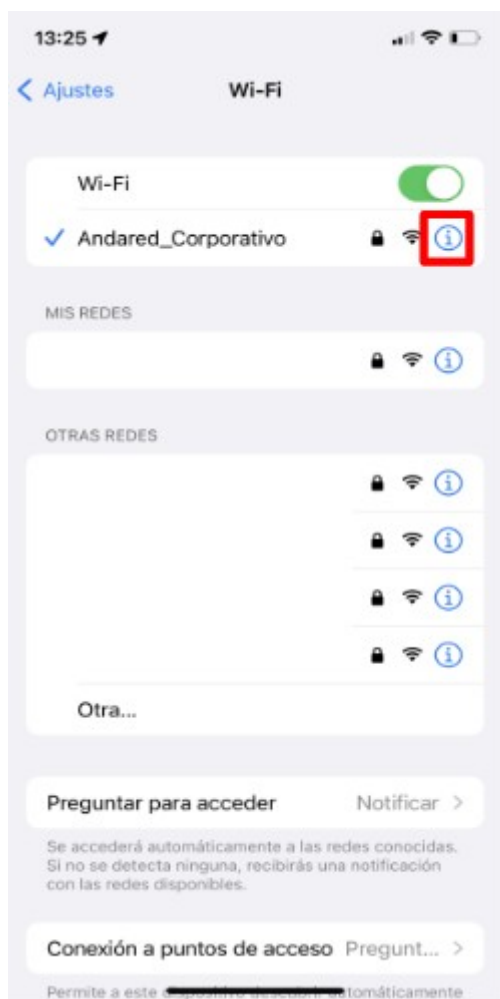 13:25
Ajustes
Wi-Fi
Wi-Fi
Andared_Corporativo
MIS REDES
OTRAS REDES
Otra...
Preguntar para acceder Notificar
Se accederá automáticamente a las redes conocidas.
Si no se detecta ninguna, recibirás una notificación
con las redes disponibles.
Conexión a puntos de acceso Pregunt...
Permite a este dispositivo descubrir automáticamente